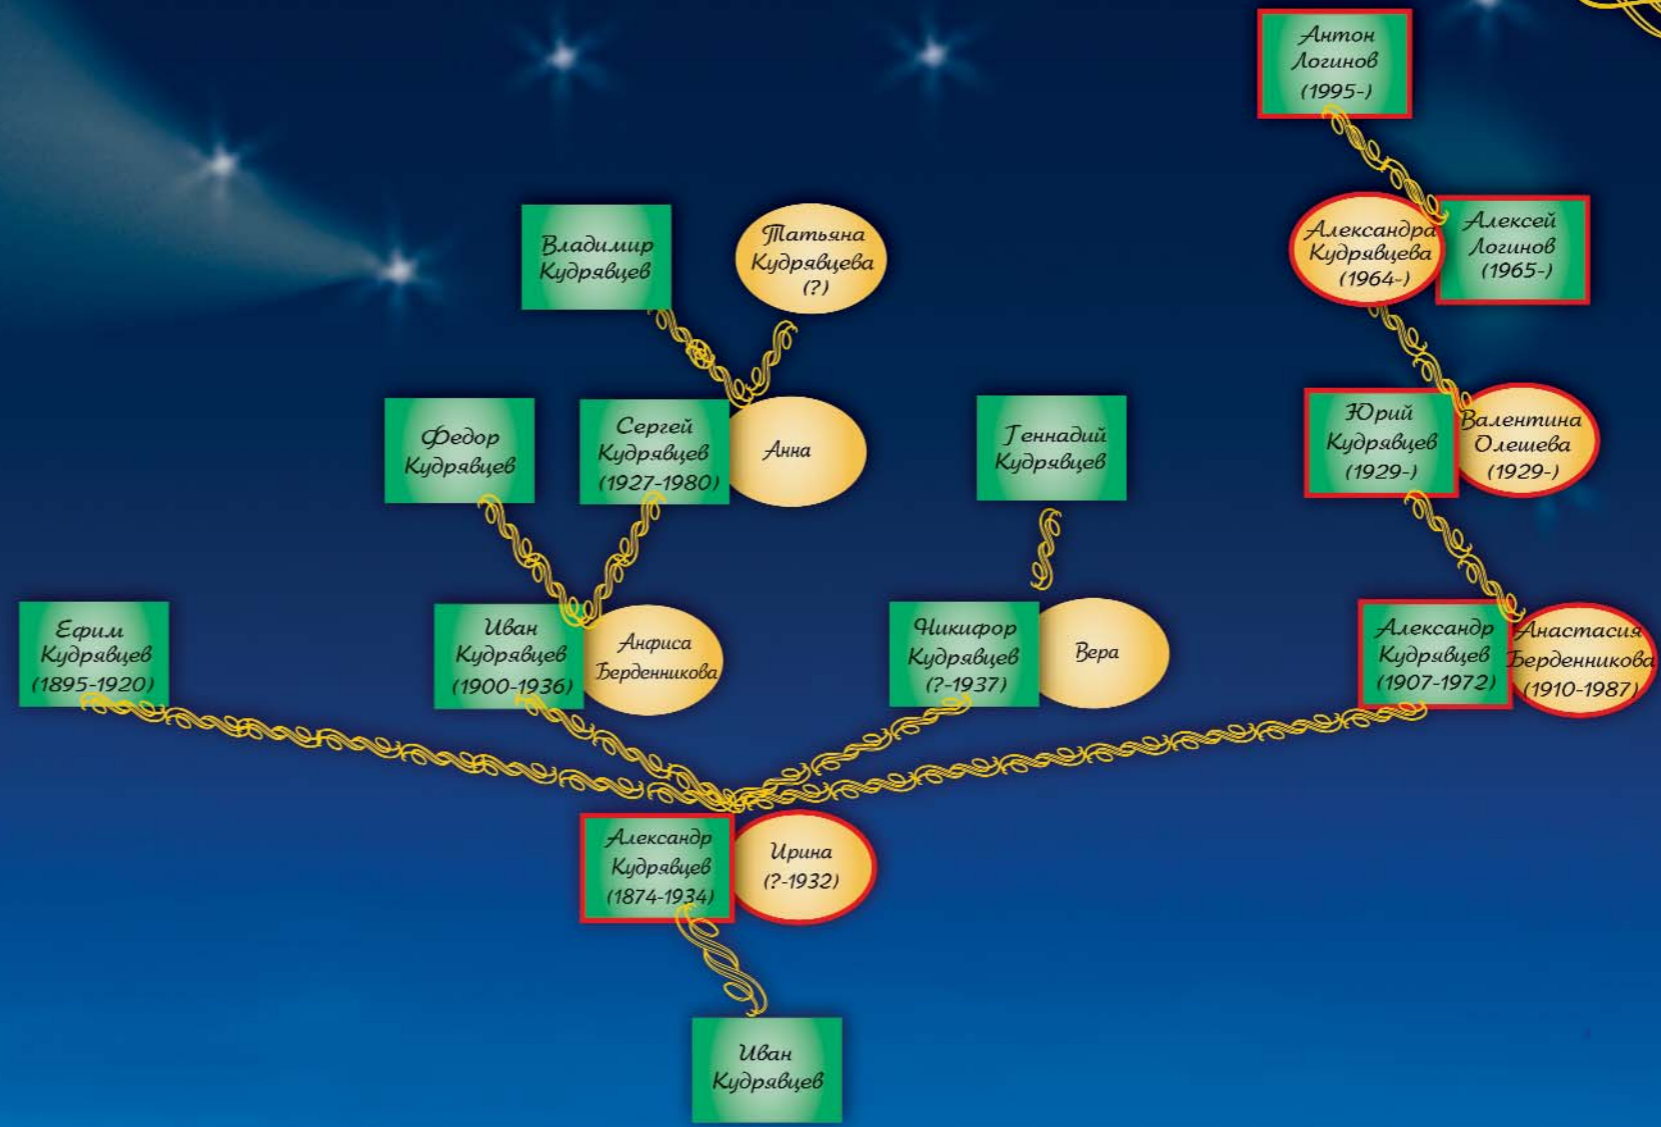 Антон
Логинов
(1995-)
Владимир
Кудрявцев
Татьяна
Кудрявцева
(?)
Александра
Кудрявцева
(1964-)
Алексей
Логинов
(1965-)
Федор
Кудрявцев
Сергей
Кудрявцев
(1927-1980)
Анна
Геннадий
Кудрявцев
Юрий
Кудрявцев
(1929-)
Валентина
Олешева
(1929-)
Ефим
Кудрявцев
(1895-1920)
Иван
Кудрявцев
(1900-1936)
Анфиса
Берденникова
Никифор
Кудрявцев
(?-1937)
Вера
Александр
Кудрявцев
(1907-1972)
Анастасия
Берденникова
(1910-1987)
Александр
Кудрявцев
(1874-1934)
Ирина
(?-1932)
Иван
Кудрявцев